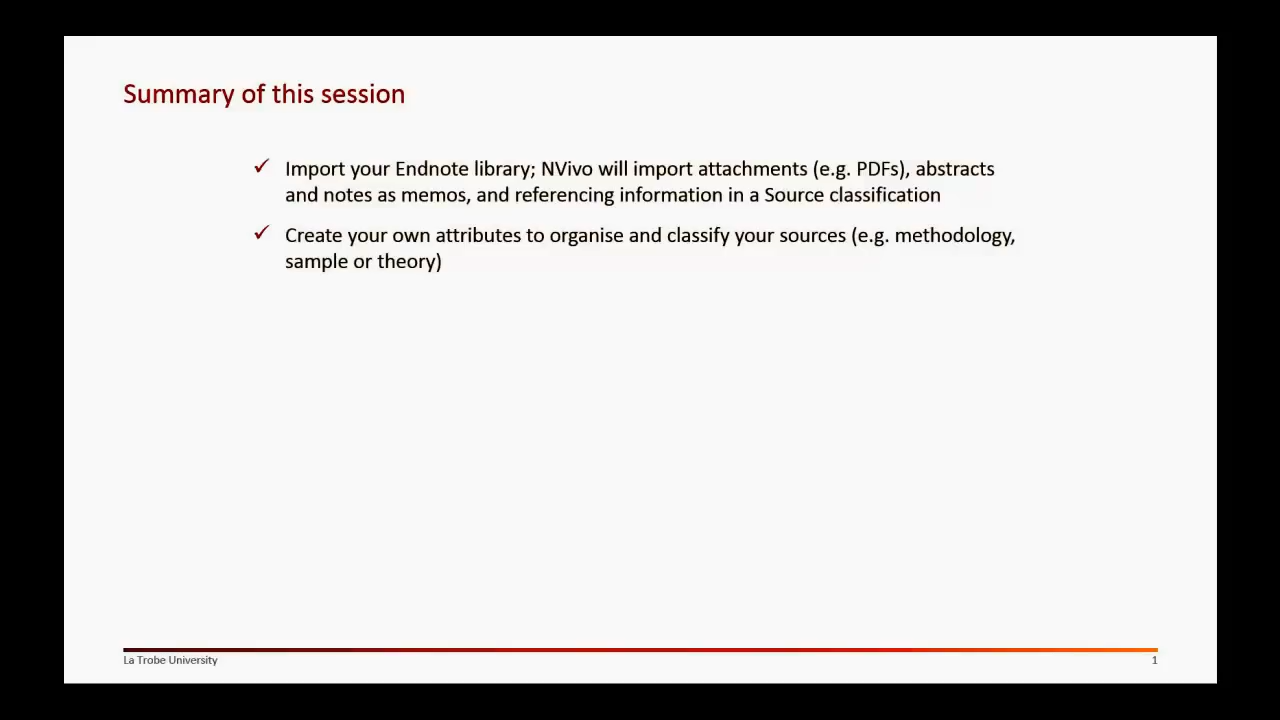 Summary of this session
✓ Import your Endnote library; NVivo will import attachments (e.g. PDFs), abstracts
and notes as memos, and referencing information in a Source classification
✓ Create your own attributes to organise and classify your sources (e.g. methodology,
sample or theory)
La Trobe University
1